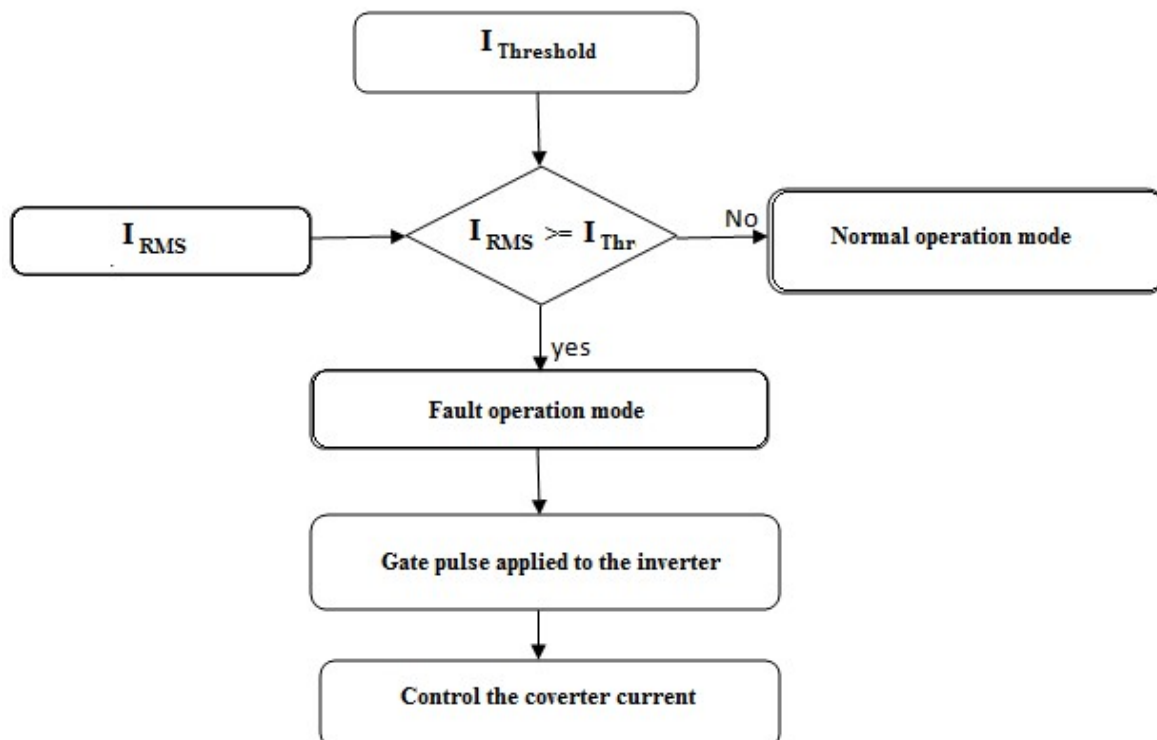 I Threshold
I RMS
I RMS >= I Thr
No
Normal operation mode
yes
Fault operation mode
Gate pulse applied to the inverter
Control the coverter current